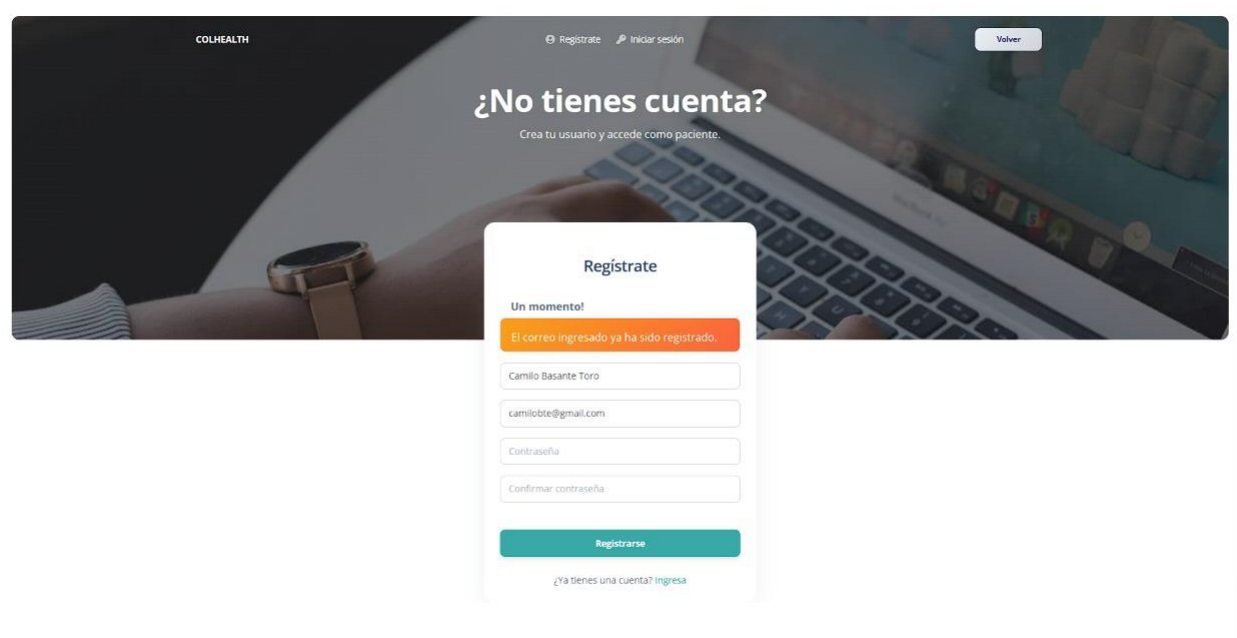 COLHEALTH
Regístrate
Iniciar sesión
Volver
¿No tienes cuenta?
Crea tu usuario y accede como paciente.
Regístrate
Un momento!
El correo ingresado ya ha sido registrado.
Camilo Basante Toro
camilobte@gmail.com
Contraseña
Confirmar contraseña
Registrarse
¿Ya tienes una cuenta? Ingresa